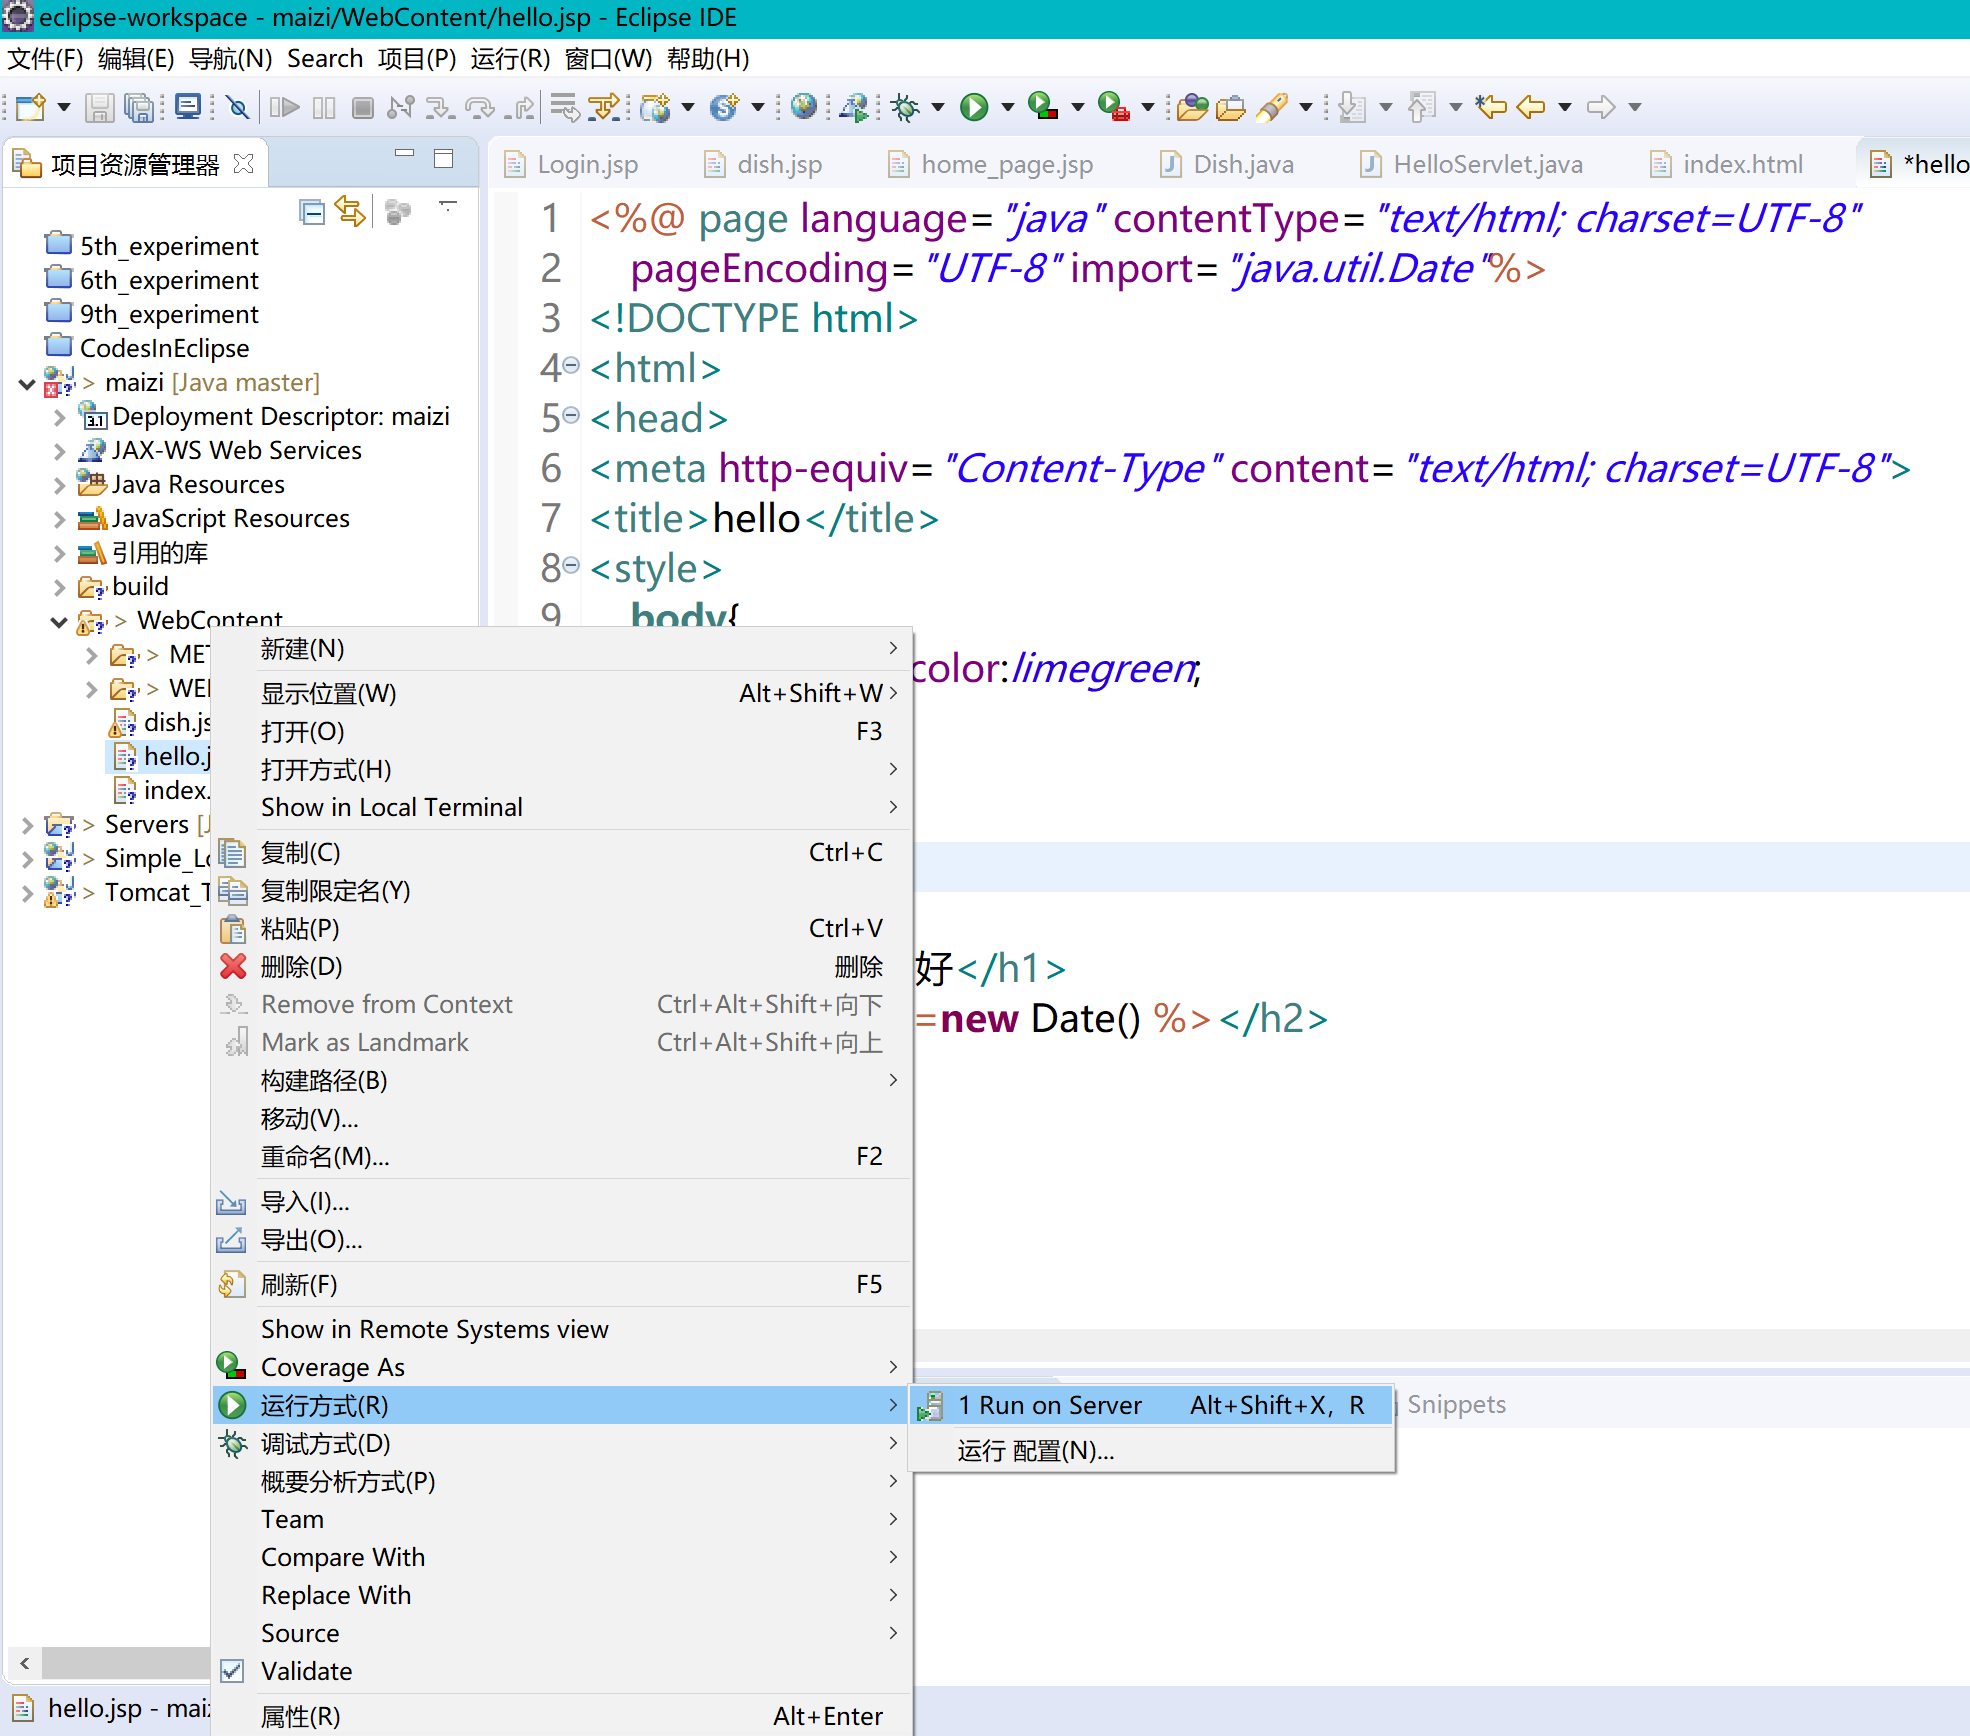 eclipse-workspace - maizi/WebContent/hello.jsp - Eclipse IDE
文件(F) 编辑(E) 导航(N) Search 项目(P) 运行(R) 窗口(W) 帮助(H)
项目资源管理器
Login.jsp dish.jsp home_page.jsp Dish.java HelloServlet.java index.html *hello
5th_experiment
6th_experiment
9th_experiment
CodesInEclipse
> maizi [Java master]
Deployment Descriptor: maizi
JAX-WS Web Services
Java Resources
JavaScript Resources
引用的库
build
> WebContent
> MET
> WE
dish.js
hello.j
index.
> Servers [J
> Simple_Lo
> Tomcat_T
1 <%@ page language="java" contentType="text/html; charset=UTF-8"
2 pageEncoding="UTF-8" import="java.util.Date"%>
3 <!DOCTYPE html>
4 <html>
5 <head>
6 <meta http-equiv="Content-Type" content="text/html; charset=UTF-8">
7 <title>hello</title>
8 <style>
9 body{
color:limegreen;
好</h1>
=new Date() %></h2>
新建(N)
显示位置(W) Alt+Shift+W
打开(O) F3
打开方式(H)
Show in Local Terminal
复制(C) Ctrl+C
复制限定名(Y)
粘贴(P) Ctrl+V
删除(D) 删除
Remove from Context Ctrl+Alt+Shift+向下
Mark as Landmark Ctrl+Alt+Shift+向上
构建路径(B)
移动(V)...
重命名(M)... F2
导入(I)...
导出(O)...
刷新(F) F5
Show in Remote Systems view
Coverage As
运行方式(R)
1 Run on Server Alt+Shift+X, R
运行 配置(N)...
Snippets
调试方式(D)
概要分析方式(P)
Team
Compare With
Replace With
Source
Validate
属性(R) Alt+Enter
hello.jsp - maiz